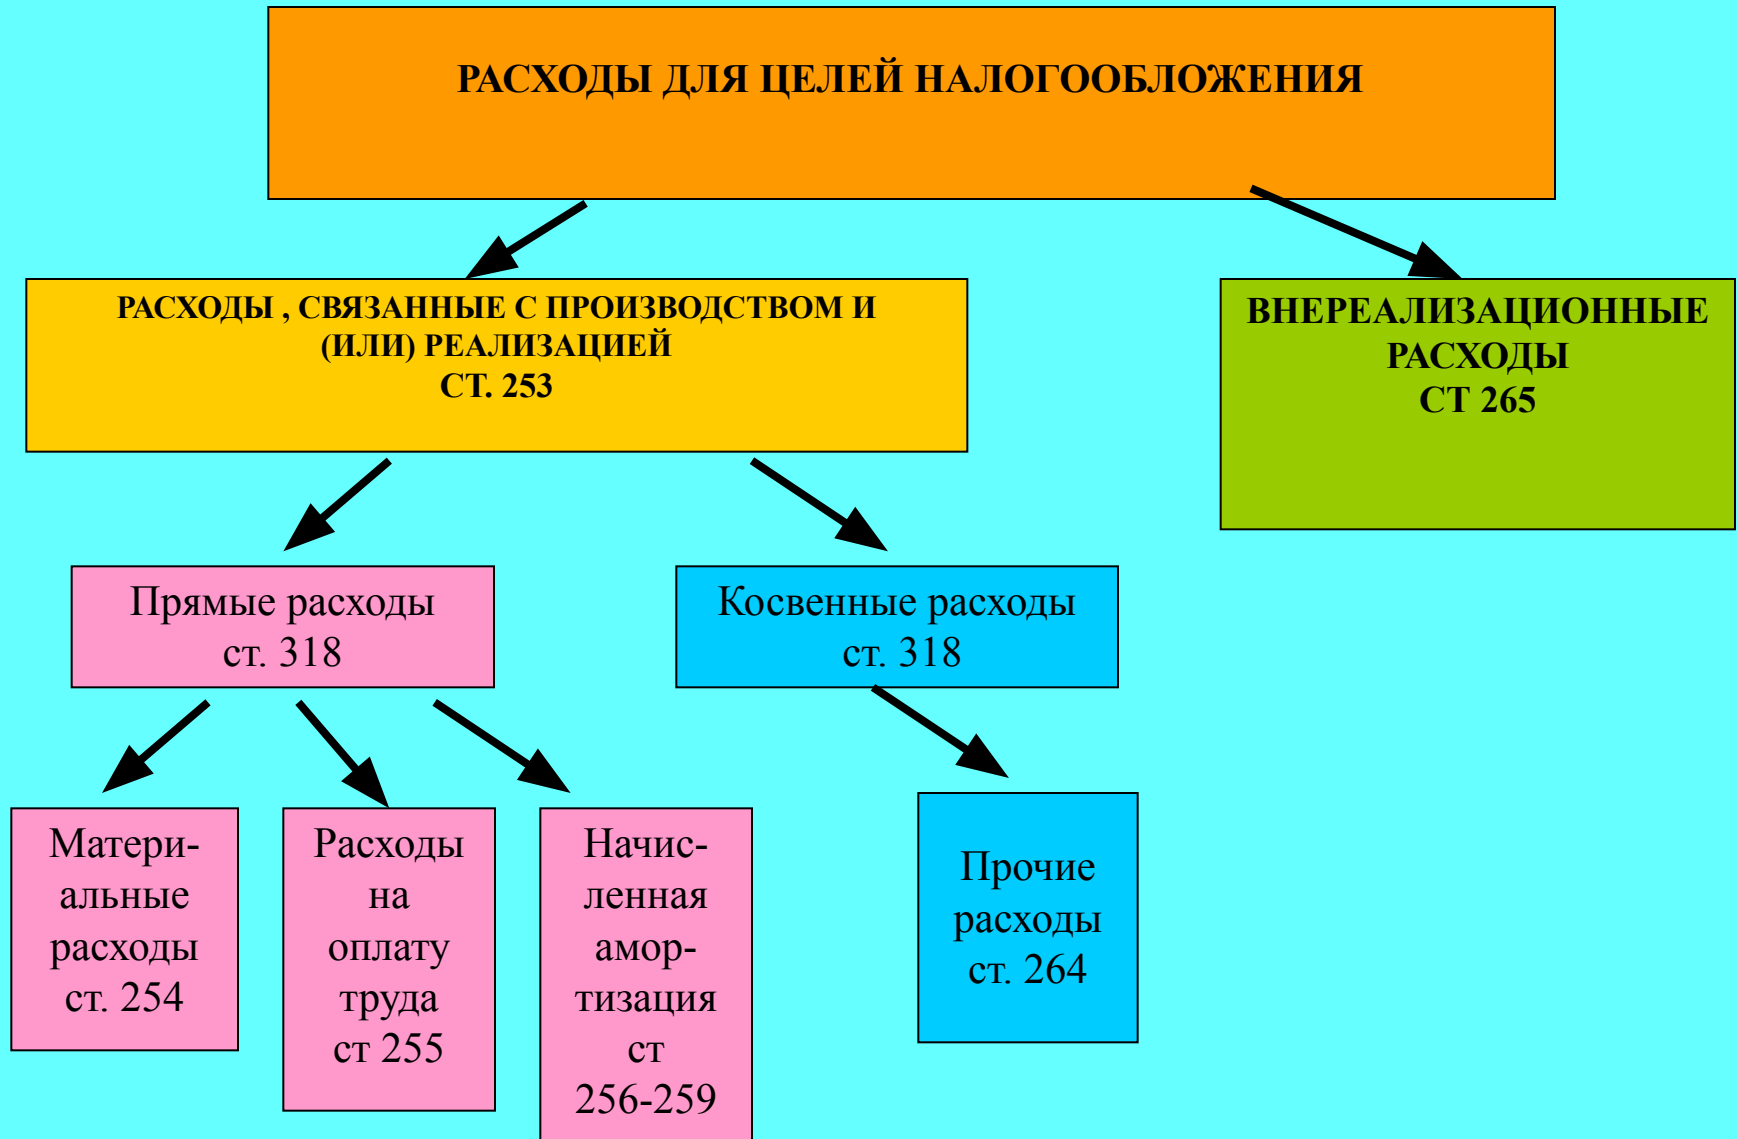 РАСХОДЫ ДЛЯ ЦЕЛЕЙ НАЛОГООБЛОЖЕНИЯ
РАСХОДЫ , СВЯЗАННЫЕ С ПРОИЗВОДСТВОМ И
(ИЛИ) РЕАЛИЗАЦИЕЙ
СТ. 253
ВНЕРЕАЛИЗАЦИОННЫЕ
РАСХОДЫ
СТ 265
Прямые расходы
ст. 318
Косвенные расходы
ст. 318
Матери-
альные
расходы
ст. 254
Расходы
на
оплату
труда
ст 255
Начис-
ленная
амор-
тизация
ст
256-259
Прочие
расходы
ст. 264